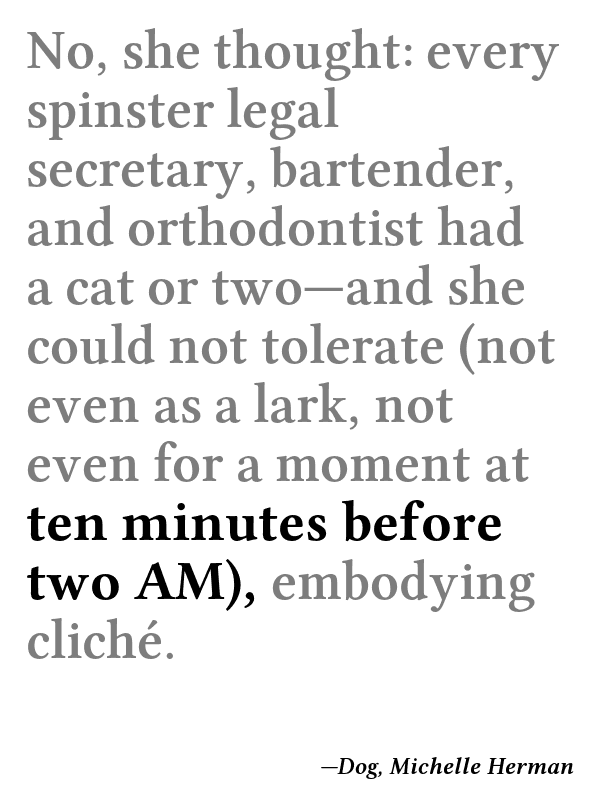 No, she thought: every
spinster legal
secretary, bartender,
and orthodontist had
a cat or two—and she
could not tolerate (not
even as a lark, not
even for a moment at
ten minutes before
two AM), embodying
cliché.
—Dog, Michelle Herman